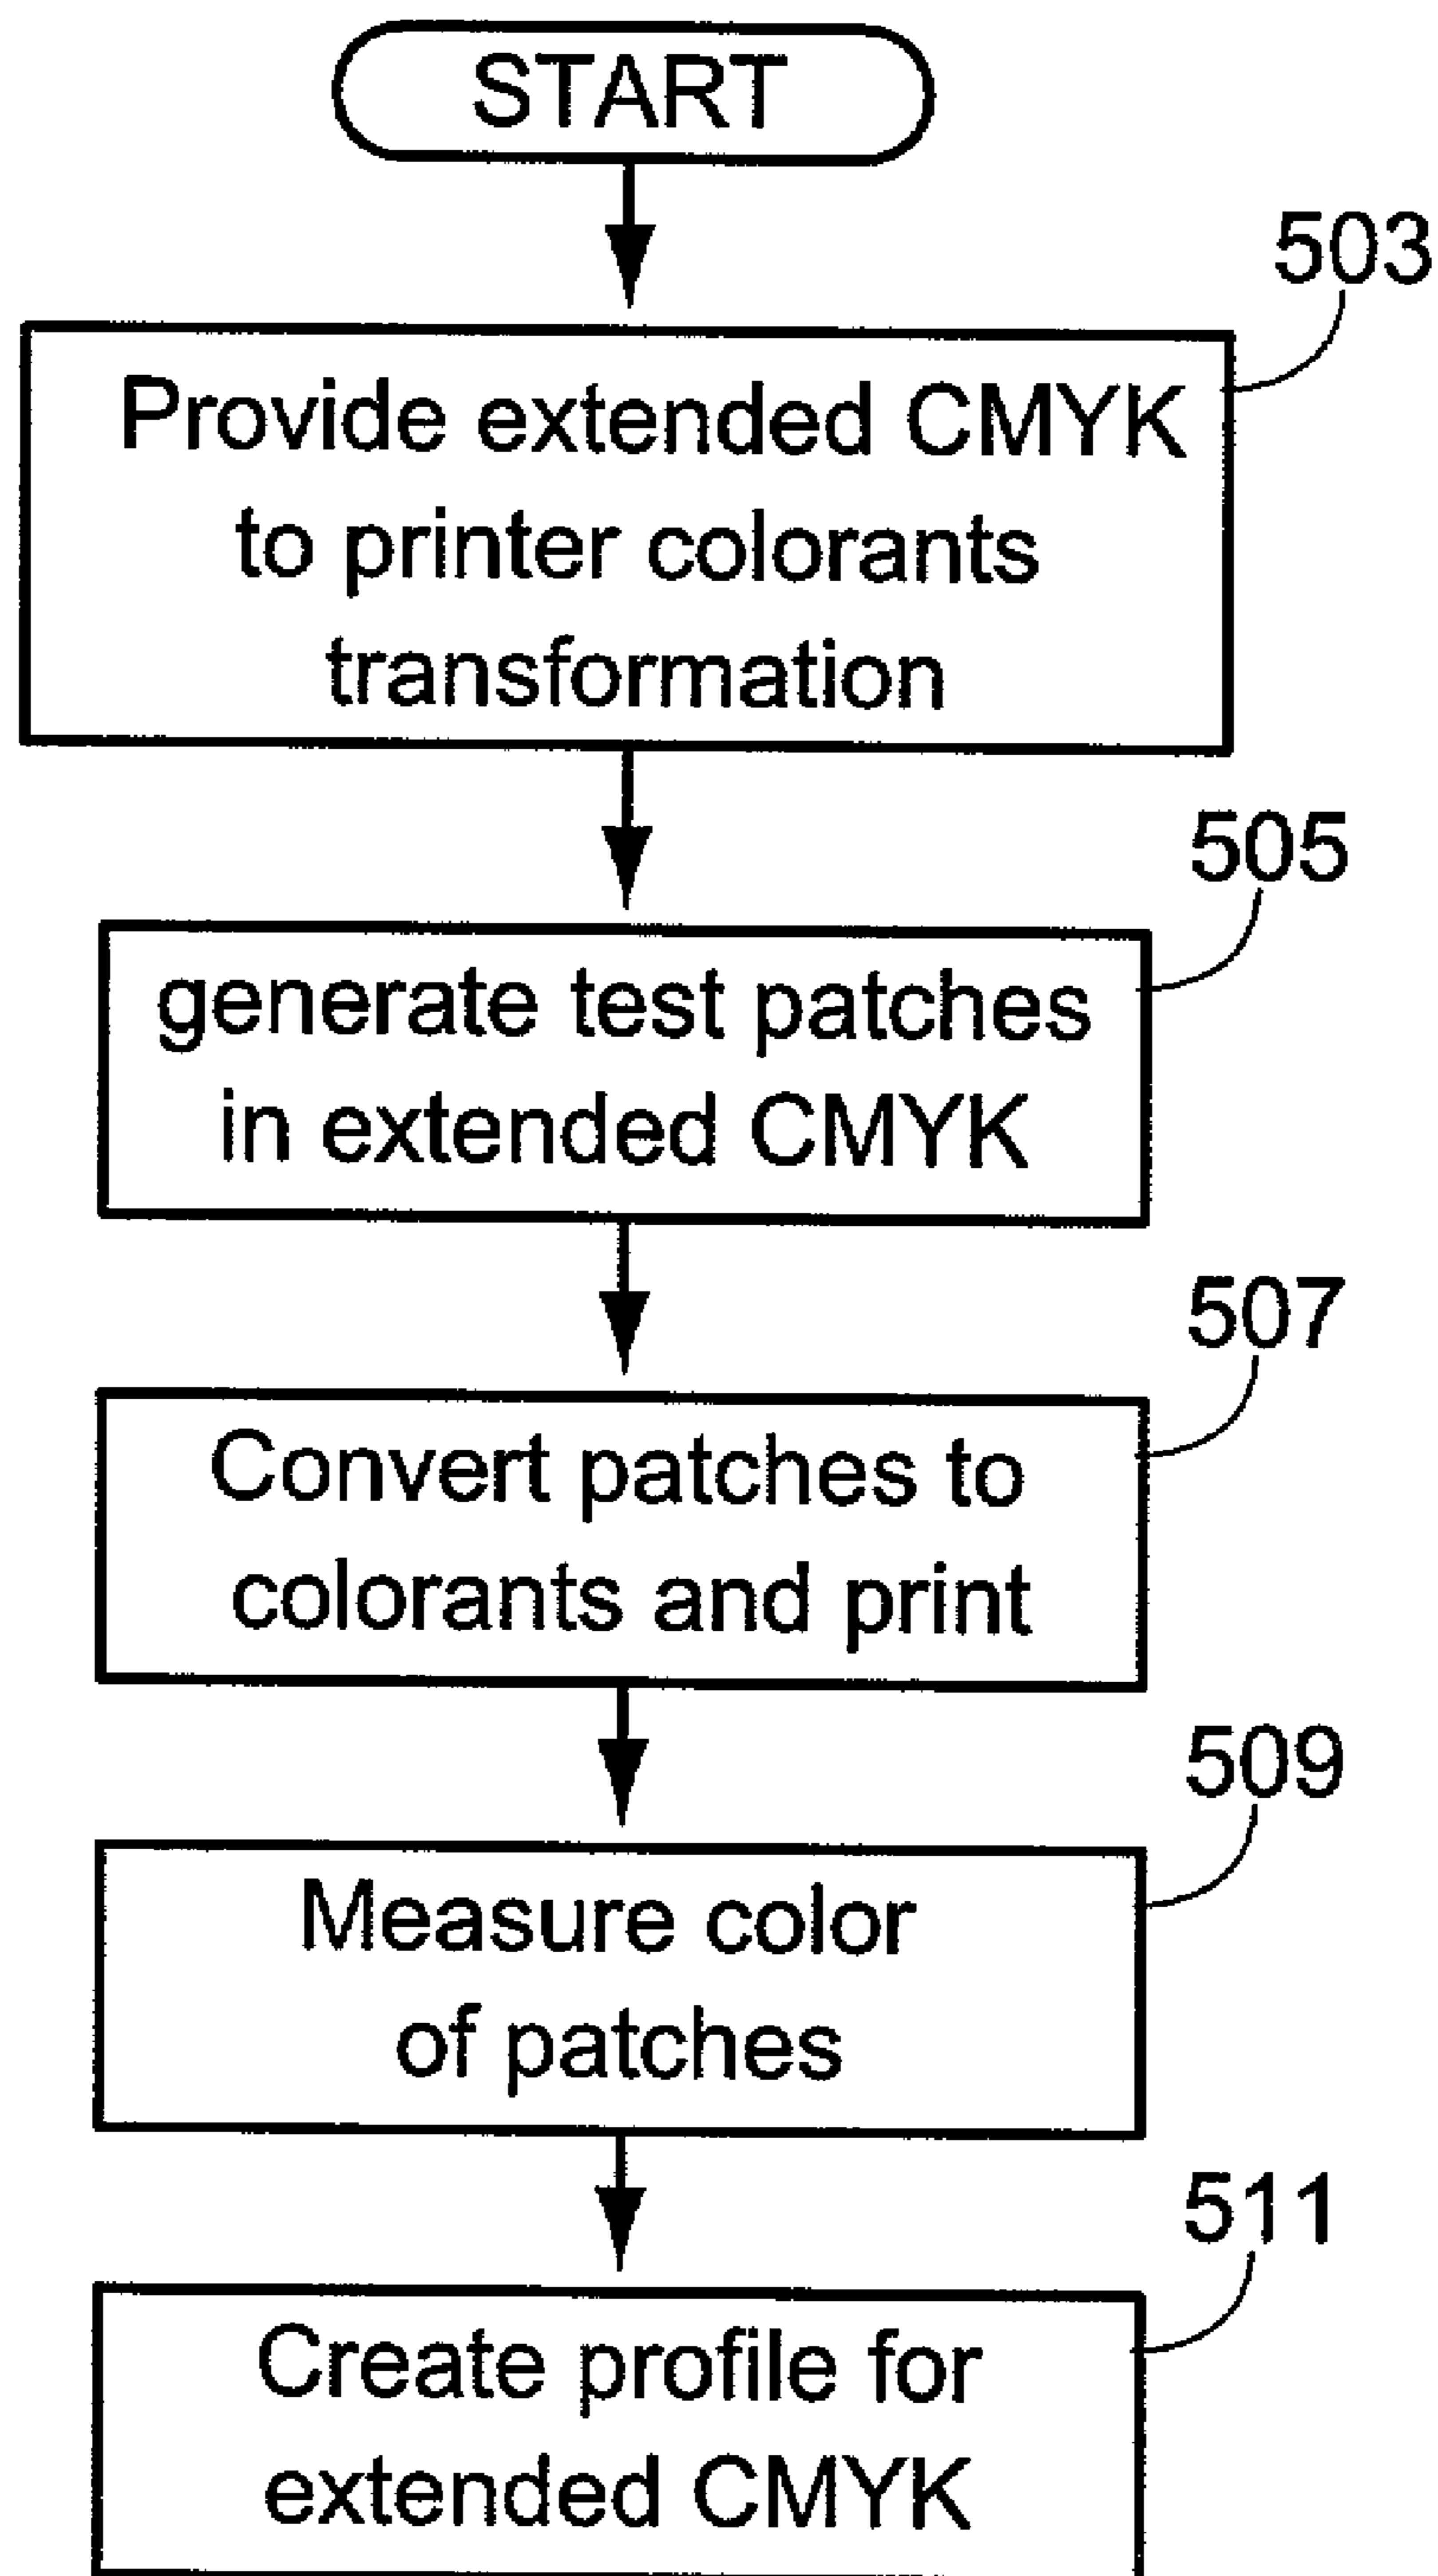 START
503
Provide extended CMYK
to printer colorants
transformation
505
generate test patches
in extended CMYK
507
Convert patches to
colorants and print
509
Measure color
of patches
511
Create profile for
extended CMYK